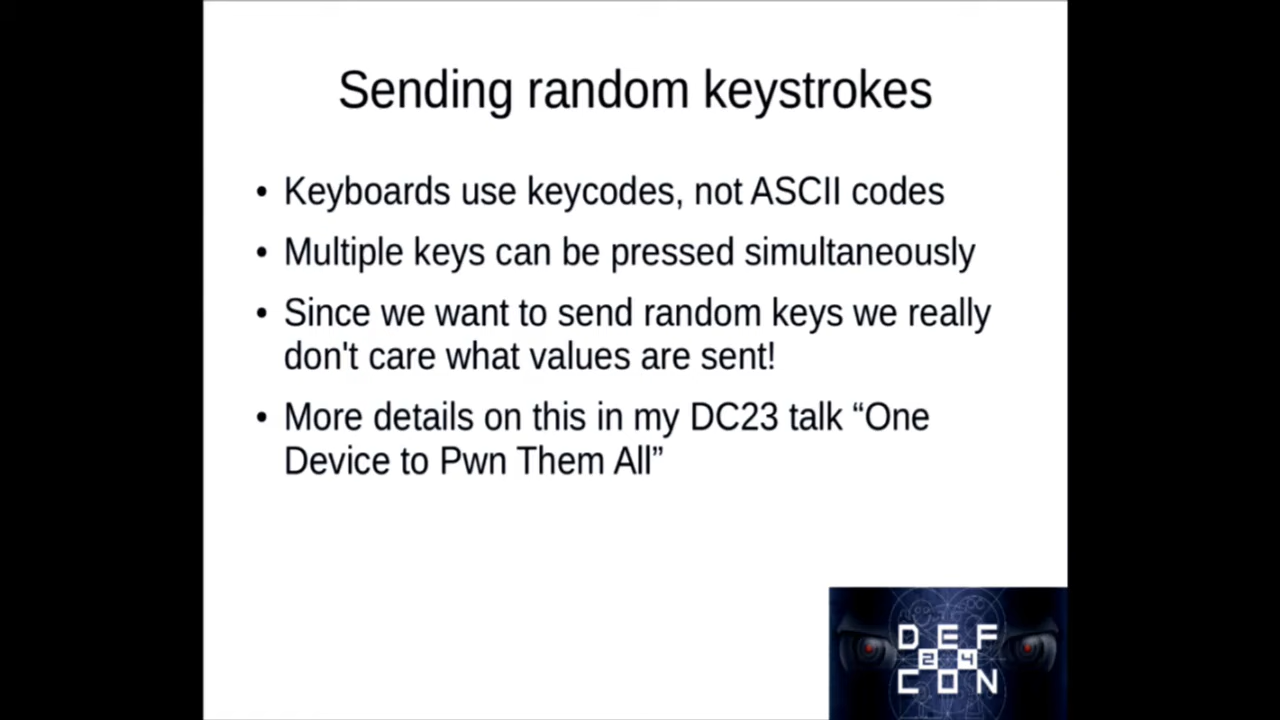 Sending random keystrokes
• Keyboards use keycodes, not ASCII codes
• Multiple keys can be pressed simultaneously
• Since we want to send random keys we really
don't care what values are sent!
• More details on this in my DC23 talk “One
Device to Pwn Them All”
DEF
24
CON